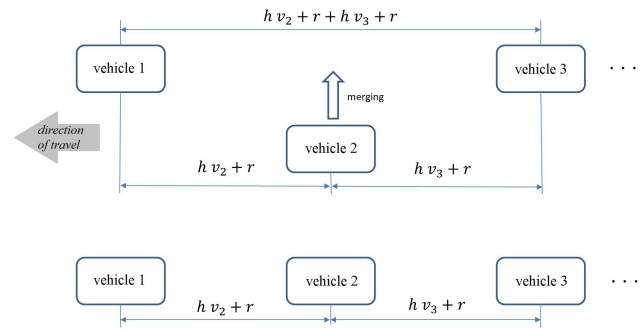 h v₂ + r + h v₃ + r
vehicle 1
vehicle 3
. . .
merging
direction
of travel
vehicle 2
h v₂ + r
h v₃ + r
vehicle 1
vehicle 2
vehicle 3
. . .
h v₂ + r
h v₃ + r